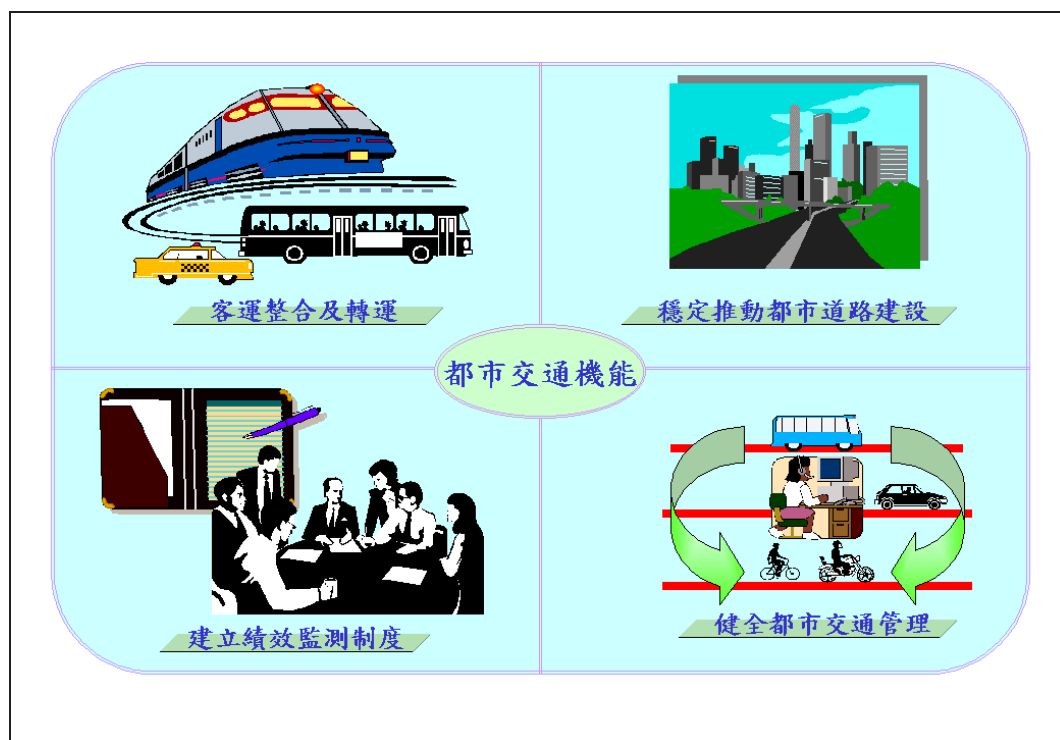 客運整合及轉運
穩定推動都市道路建設
都市交通機能
建立績效監測制度
健全都市交通管理